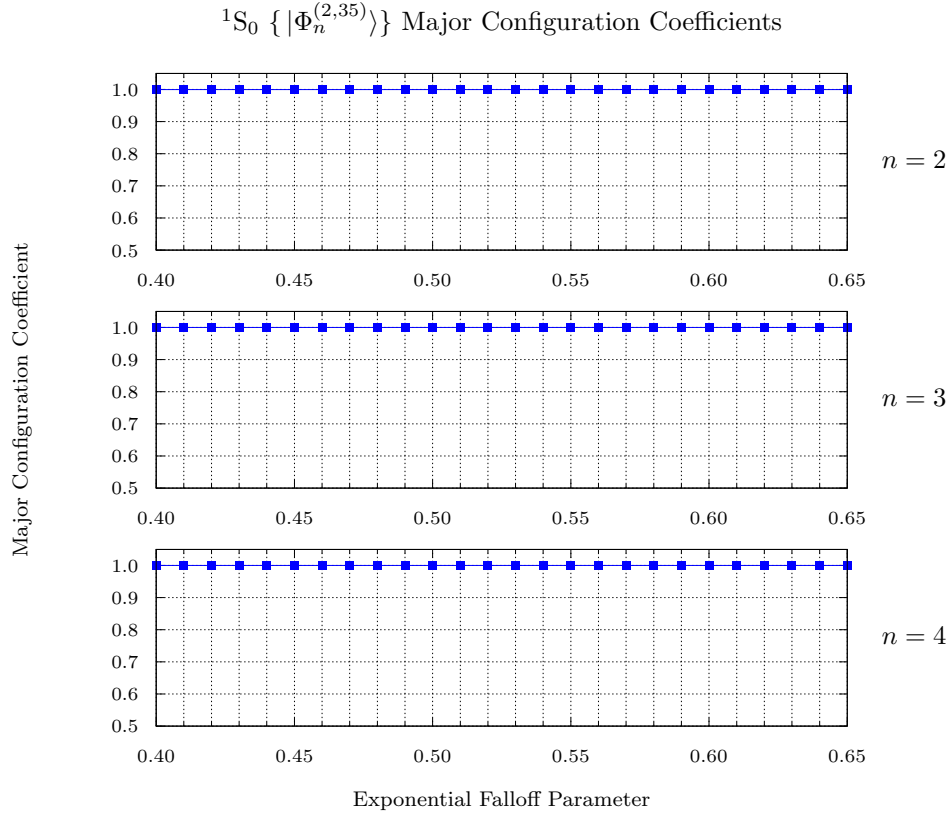 ¹S₀ { |Φₙ^(2,35)⟩} Major Configuration Coefficients
Major Configuration Coefficient
1.0
0.9
0.8
0.7
0.6
0.5
0.40 0.45 0.50 0.55 0.60 0.65
n = 2
1.0
0.9
0.8
0.7
0.6
0.5
0.40 0.45 0.50 0.55 0.60 0.65
n = 3
1.0
0.9
0.8
0.7
0.6
0.5
0.40 0.45 0.50 0.55 0.60 0.65
n = 4
Exponential Falloff Parameter